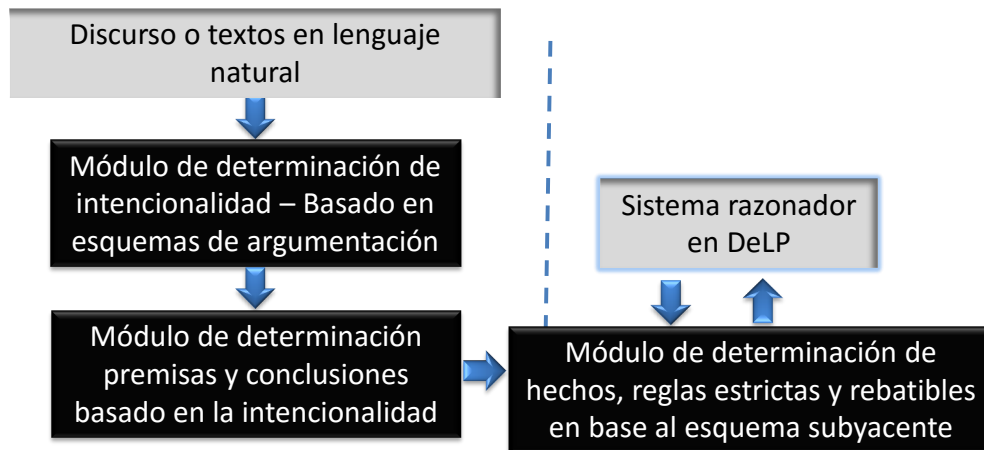 Discurso o textos en lenguaje
natural
Módulo de determinación de
intencionalidad – Basado en
esquemas de argumentación
Módulo de determinación
premisas y conclusiones
basado en la intencionalidad
Sistema razonador
en DeLP
Módulo de determinación de
hechos, reglas estrictas y rebatibles
en base al esquema subyacente